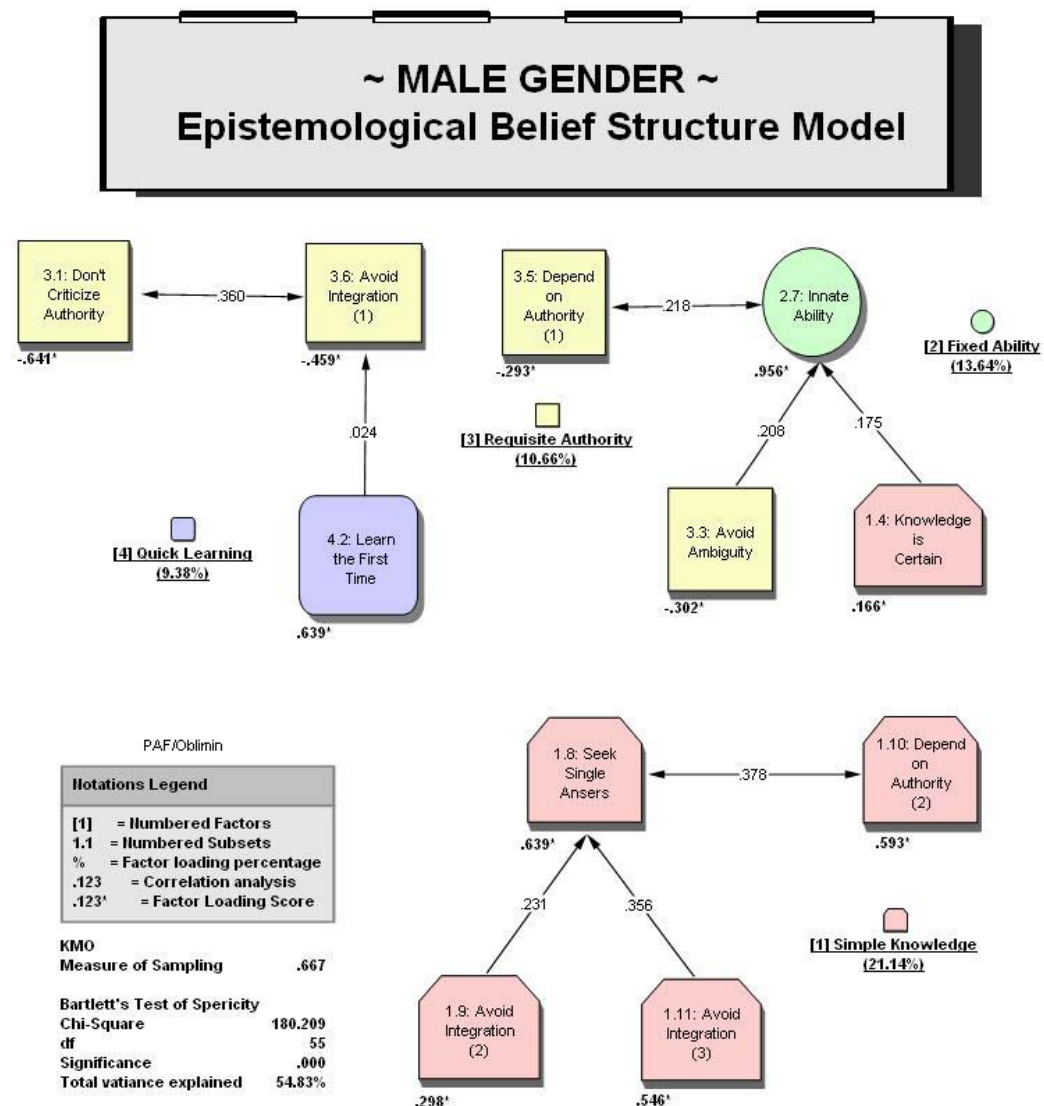 ~ MALE GENDER ~
Epistemological Belief Structure Model
3.1: Don't
Criticize
Authority
-.641*
.360
3.6: Avoid
Integration
(1)
-.459*
3.5: Depend
on
Authority
(1)
-.293*
.218
2.7: Innate
Ability
.956*
[2] Fixed Ability
(13.64%)
.024
[3] Requisite Authority
(10.66%)
.208
.175
[4] Quick Learning
(9.38%)
4.2: Learn
the First
Time
.639*
3.3: Avoid
Ambiguity
-.302*
1.4: Knowledge
is
Certain
.166*
1.8: Seek
Single
Ansers
.639*
.378
1.10: Depend
on
Authority
(2)
.593*
.231
.356
[1] Simple Knowledge
(21.14%)
1.9: Avoid
Integration
(2)
.298*
1.11: Avoid
Integration
(3)
.546*
PAF/Oblimin
Notations Legend
[1] = Numbered Factors
1.1 = Numbered Subsets
% = Factor loading percentage
.123 = Correlation analysis
.123* = Factor Loading Score
KMO
Measure of Sampling .667
Bartlett's Test of Spericity
Chi-Square 180.209
df 55
Significance .000
Total vatiance explained 54.83%